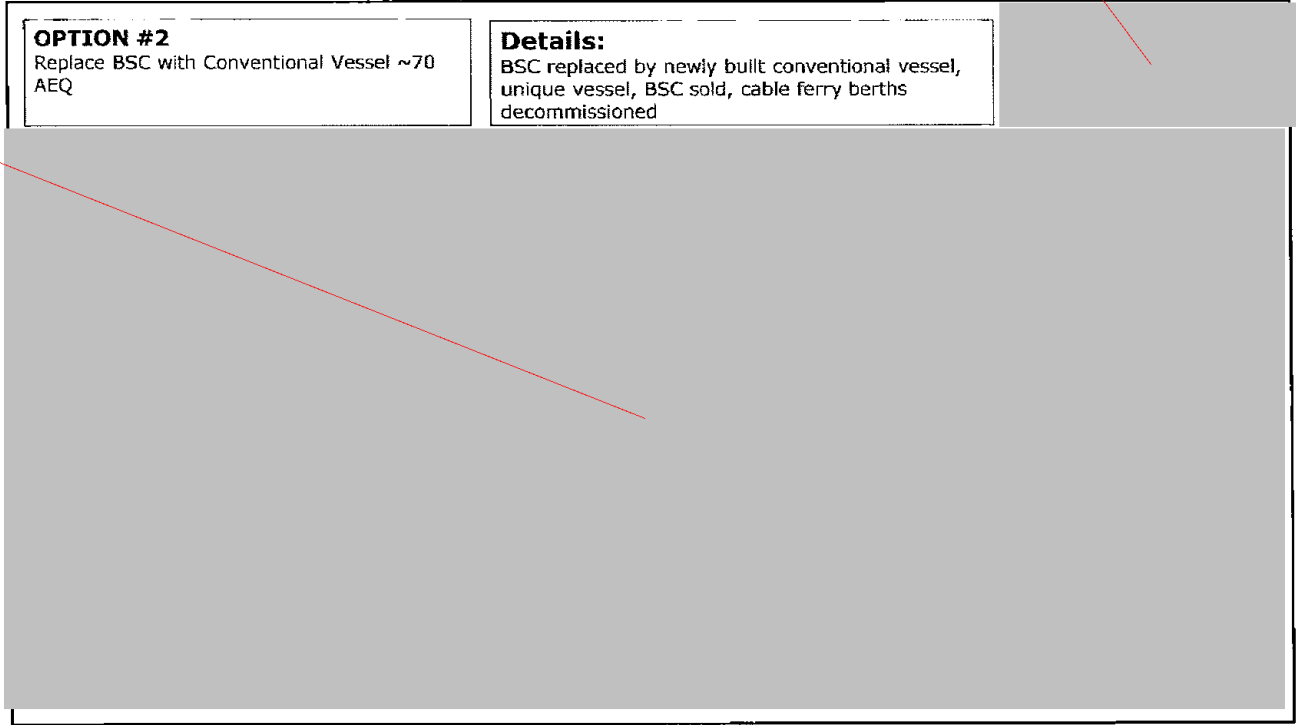 OPTION #2
Replace BSC with Conventional Vessel ~70
AEQ
Details:
BSC replaced by newly built conventional vessel,
unique vessel, BSC sold, cable ferry berths
decommissioned